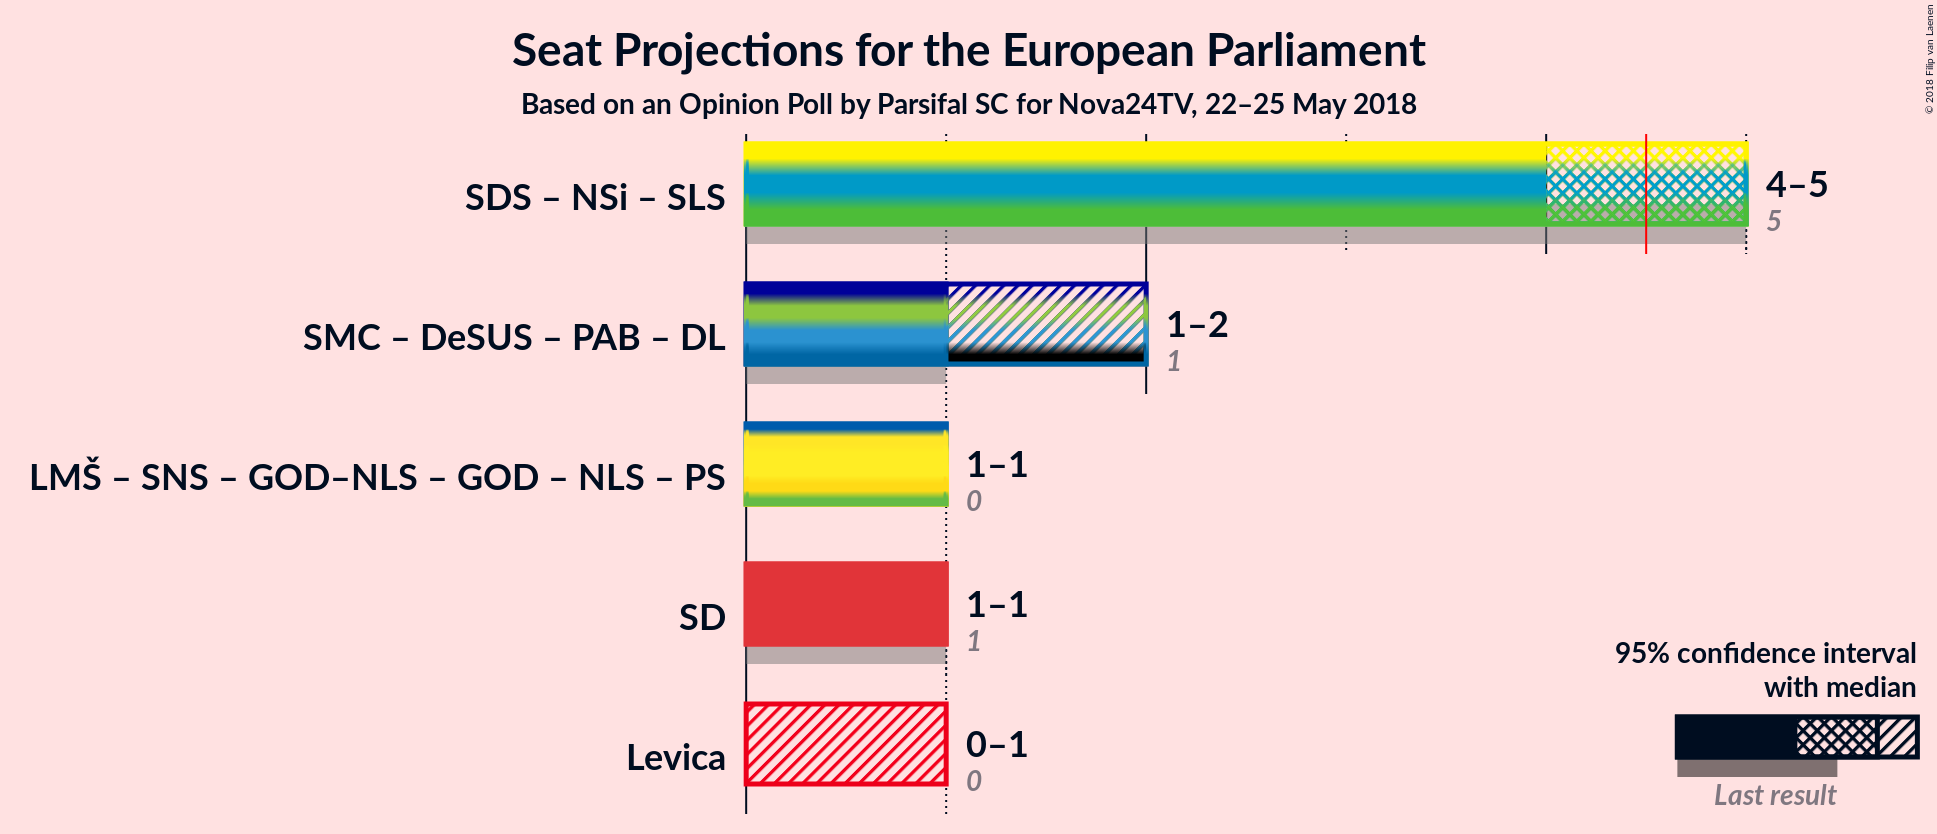 Seat Projections for the European Parliament
Based on an Opinion Poll by Parsifal SC for Nova24TV, 22–25 May 2018
© 2018 Filip van Laenen
SDS – NSi – SLS
4–5
5
SMC – DeSUS – PAB – DL
1–2
1
LMŠ – SNS – GOD–NLS – GOD – NLS – PS
1–1
0
SD
1–1
1
Levica
0–1
0
95% confidence interval
with median
Last result